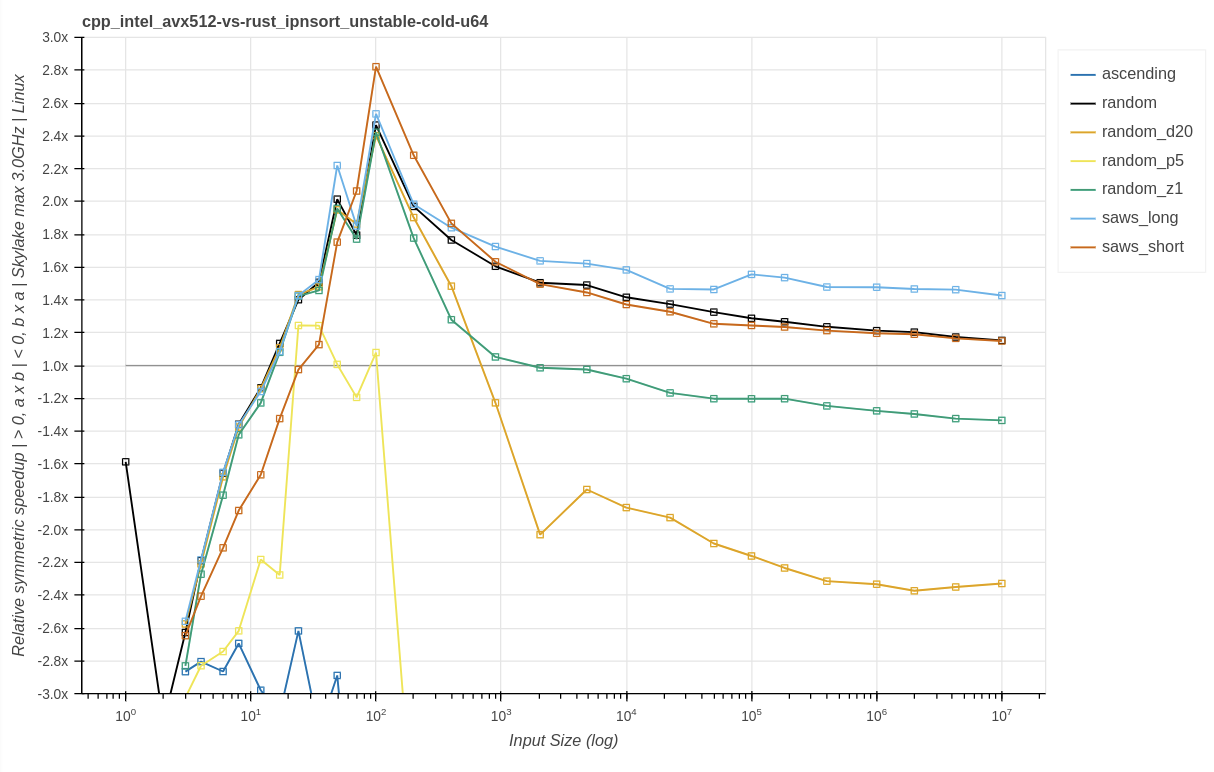 cpp_intel_avx512-vs-rust_ipnsort_unstable-cold-u64
Relative symmetric speedup | > 0, a x b | < 0, b x a | Skylake max 3.0GHz | Linux
3.0x
2.8x
2.6x
2.4x
2.2x
2.0x
1.8x
1.6x
1.4x
1.2x
1.0x
-1.2x
-1.4x
-1.6x
-1.8x
-2.0x
-2.2x
-2.4x
-2.6x
-2.8x
-3.0x
10⁰ 10¹ 10² 10³ 10⁴ 10⁵ 10⁶ 10⁷
Input Size (log)
ascending
random
random_d20
random_p5
random_z1
saws_long
saws_short